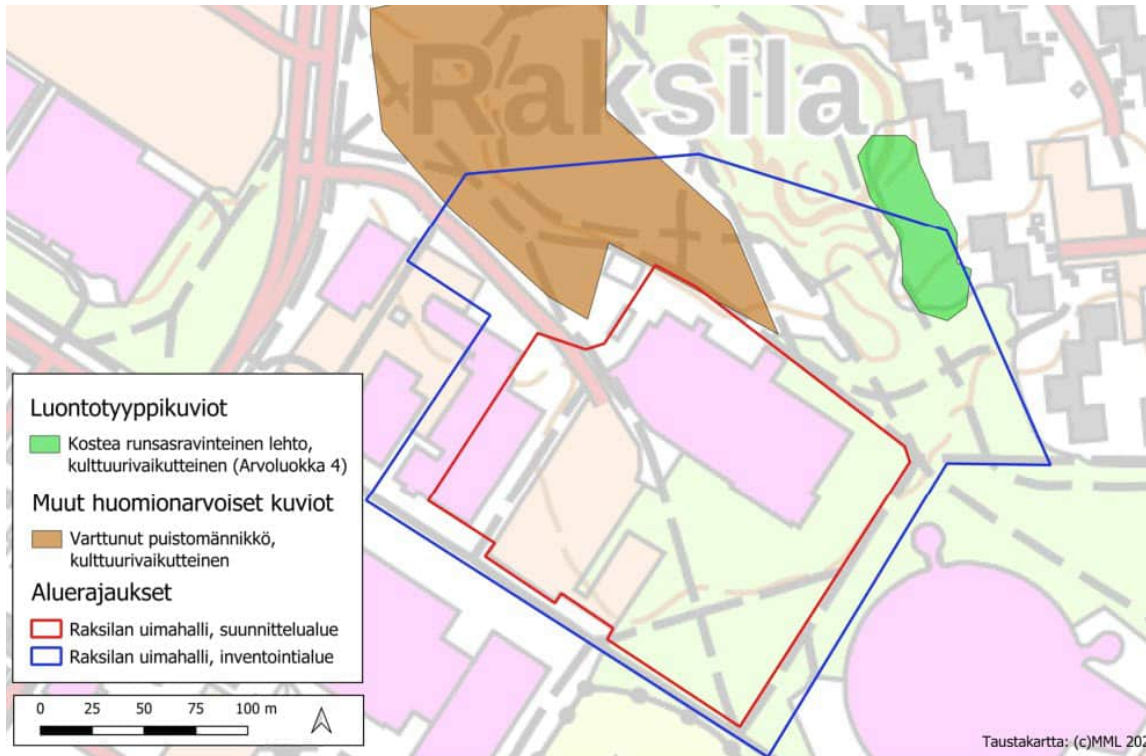 Raksila
Luontotyyppikuviot
Kostea runsasravinteinen lehto,
kulttuurivaikutteinen (Arvoluokka 4)
Muut huomionarvoiset kuviot
Varttunut puistomännikkö,
kulttuurivaikutteinen
Aluerajaukset
Raksilan uimahalli, suunnittelualue
Raksilan uimahalli, inventointialue
0 25 50 75 100 m
Taustakartta: (c)MML 202